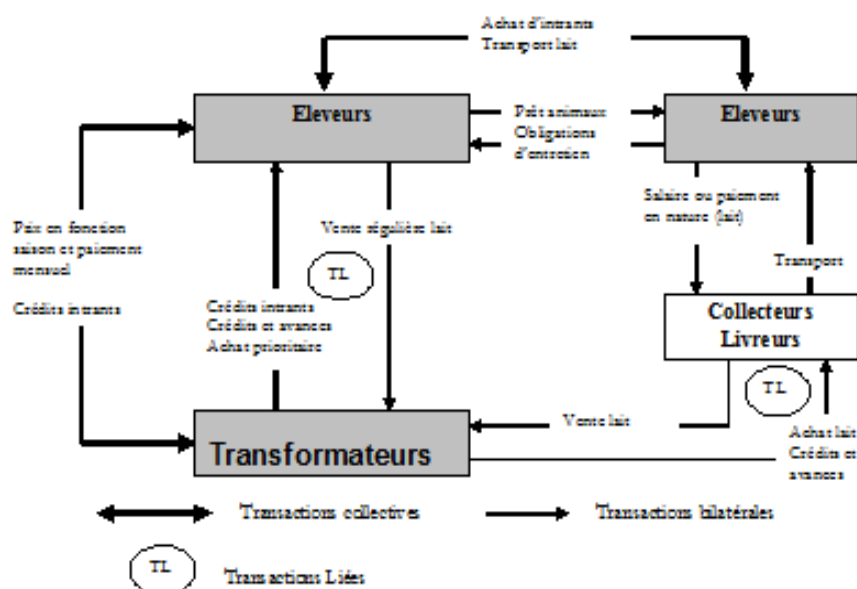 Achat d'intrants
Transport lait
Eleveurs
Prêt animaux
Obligations
d'entretien
Eleveurs
Paix en fonction
saison et paiement
mensuel
Crédits intrants
Vente régulière lait
TL
Crédits intrants
Crédits et avances
Achat prioritaire
Salaire ou paiement
en nature (lait)
Transport
Collecteurs
Livreurs
TL
Vente lait
Achat lait
Crédits et
avances
Transformateurs
Transactions collectives
Transactions bilatérales
TL
Transactions Liées